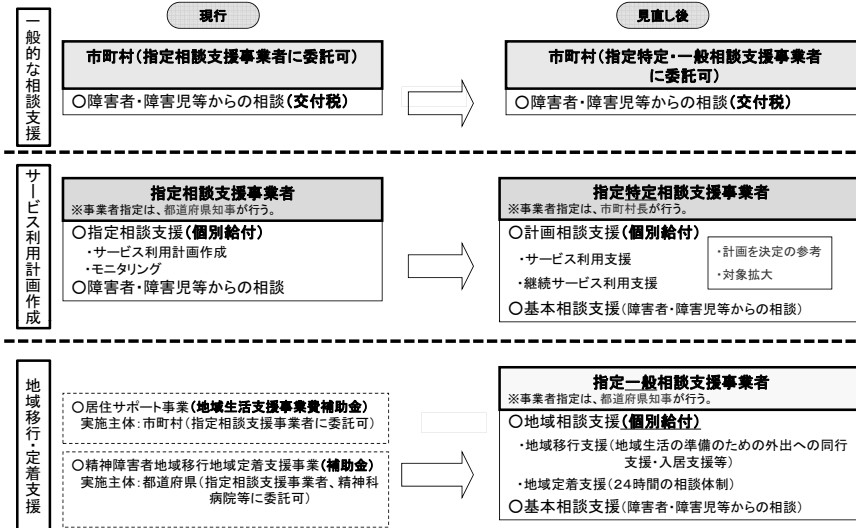 現行
見直し後
一般的な相談支援
市町村(指定相談支援事業者に委託可)
○障害者・障害児等からの相談(交付税)
市町村(指定特定・一般相談支援事業者
に委託可)
○障害者・障害児等からの相談(交付税)
サービス利用計画作成
指定相談支援事業者
※事業者指定は、都道府県知事が行う。
○指定相談支援(個別給付)
・サービス利用計画作成
・モニタリング
○障害者・障害児等からの相談
指定特定相談支援事業者
※事業者指定は、市町村長が行う。
○計画相談支援(個別給付)
・サービス利用支援
・継続サービス利用支援
・計画を決定の参考
・対象拡大
○基本相談支援(障害者・障害児等からの相談)
地域移行・定着支援
○居住サポート事業(地域生活支援事業費補助金)
実施主体:市町村(指定相談支援事業者に委託可)
○精神障害者地域移行地域定着支援事業(補助金)
実施主体:都道府県(指定相談支援事業者、精神科
病院等に委託可)
指定一般相談支援事業者
※事業者指定は、都道府県知事が行う。
○地域相談支援(個別給付)
・地域移行支援(地域生活の準備のための外出への同行
支援・入居支援等)
・地域定着支援(24時間の相談体制)
○基本相談支援(障害者・障害児等からの相談)